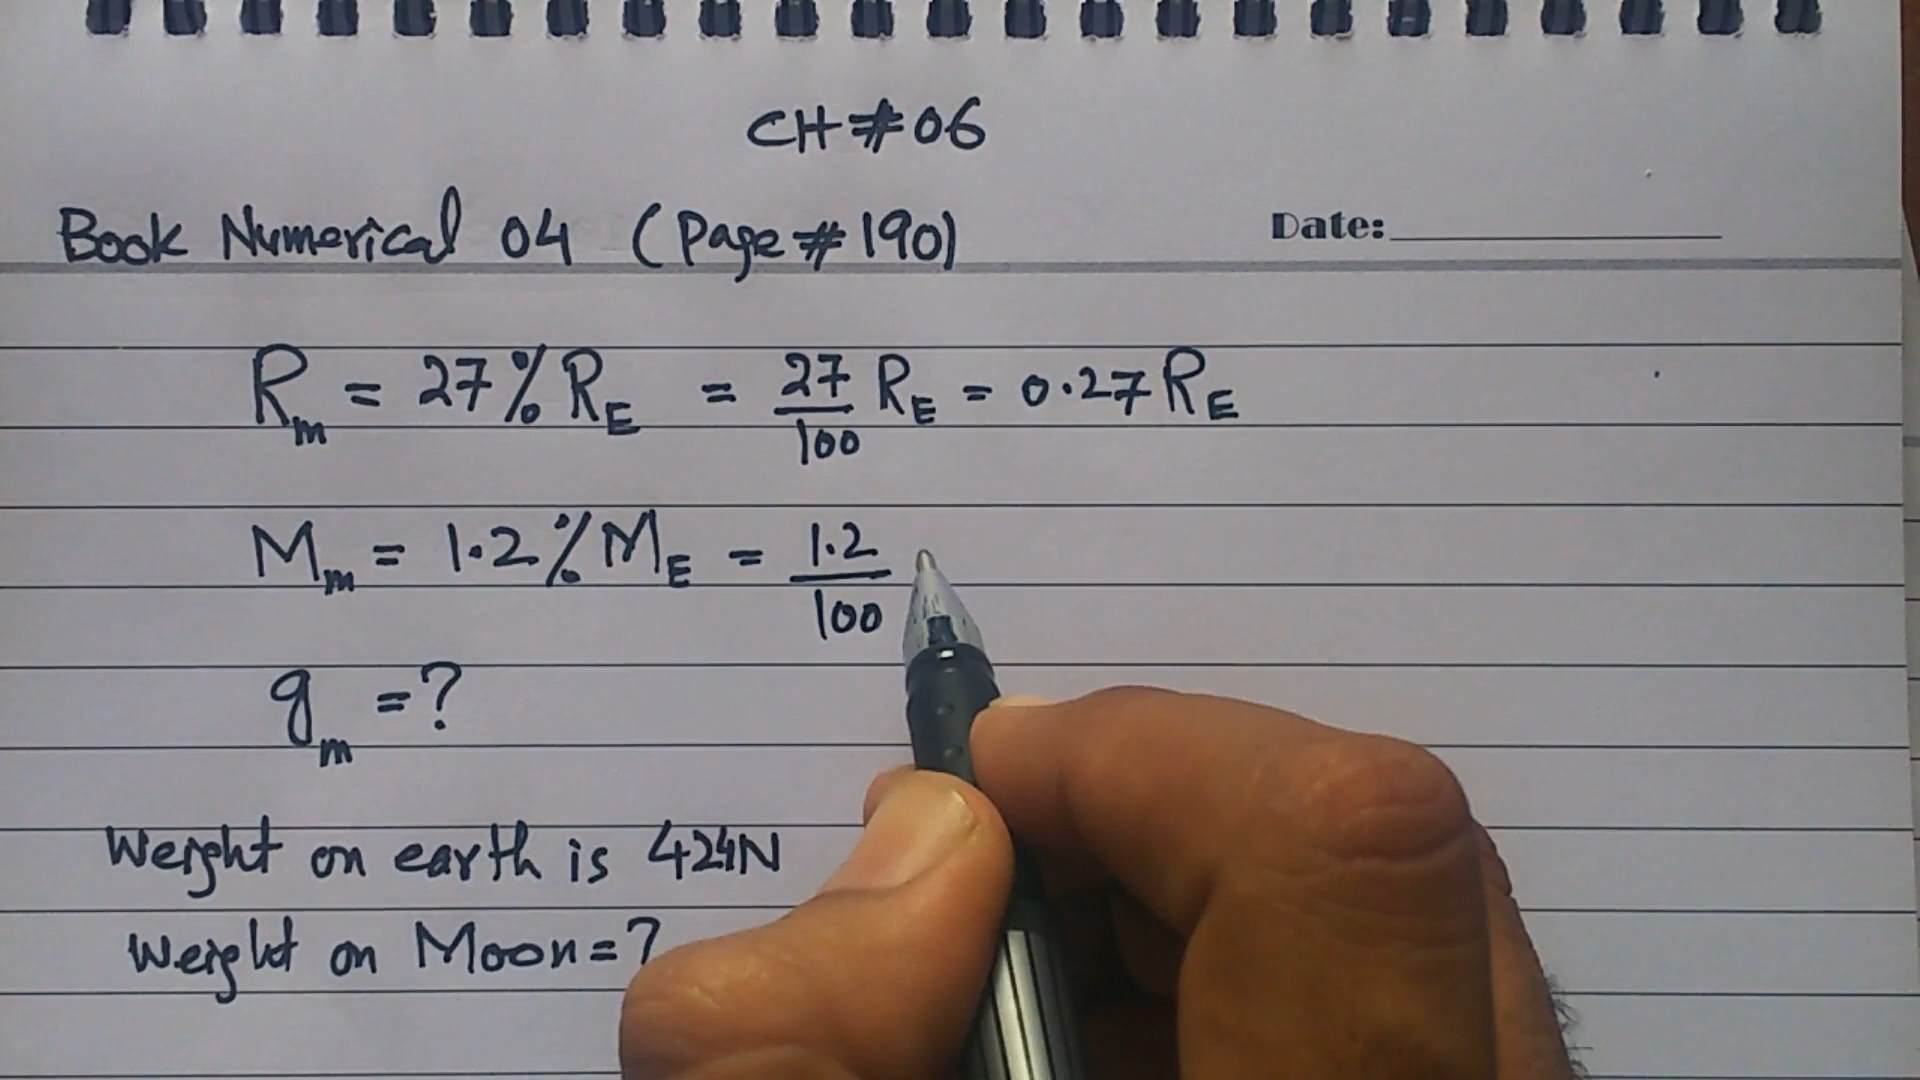 CH#06
Book Numerical 04 (Page # 190)
Date:
Rm = 27% RE = 27/100 RE = 0.27 RE
Mm = 1.2% ME = 1.2/100
gm = ?
Weight on earth is 424N
Weight on Moon = ?